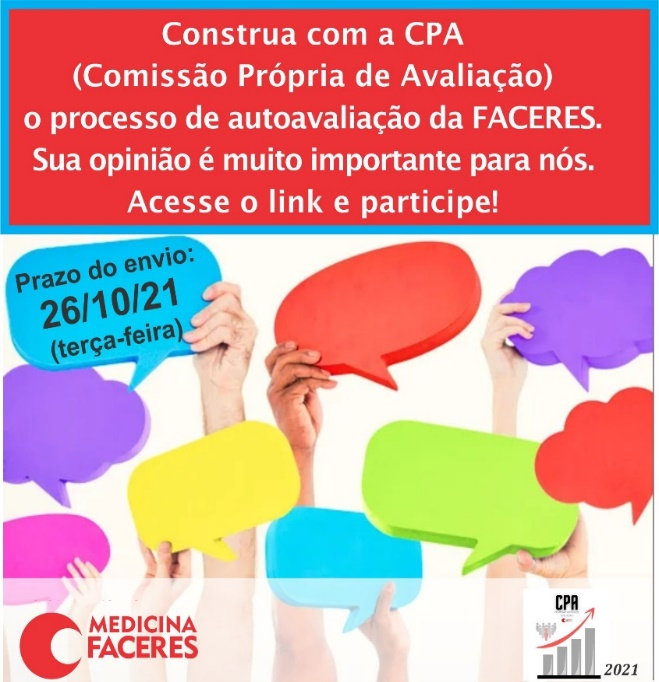 Construa com a CPA
(Comissão Própria de Avaliação)
o processo de autoavaliação da FACERES.
Sua opinião é muito importante para nós.
Acesse o link e participe!
Prazo do envio:
26/10/21
(terça-feira)
MEDICINA
FACERES
CPA
2021